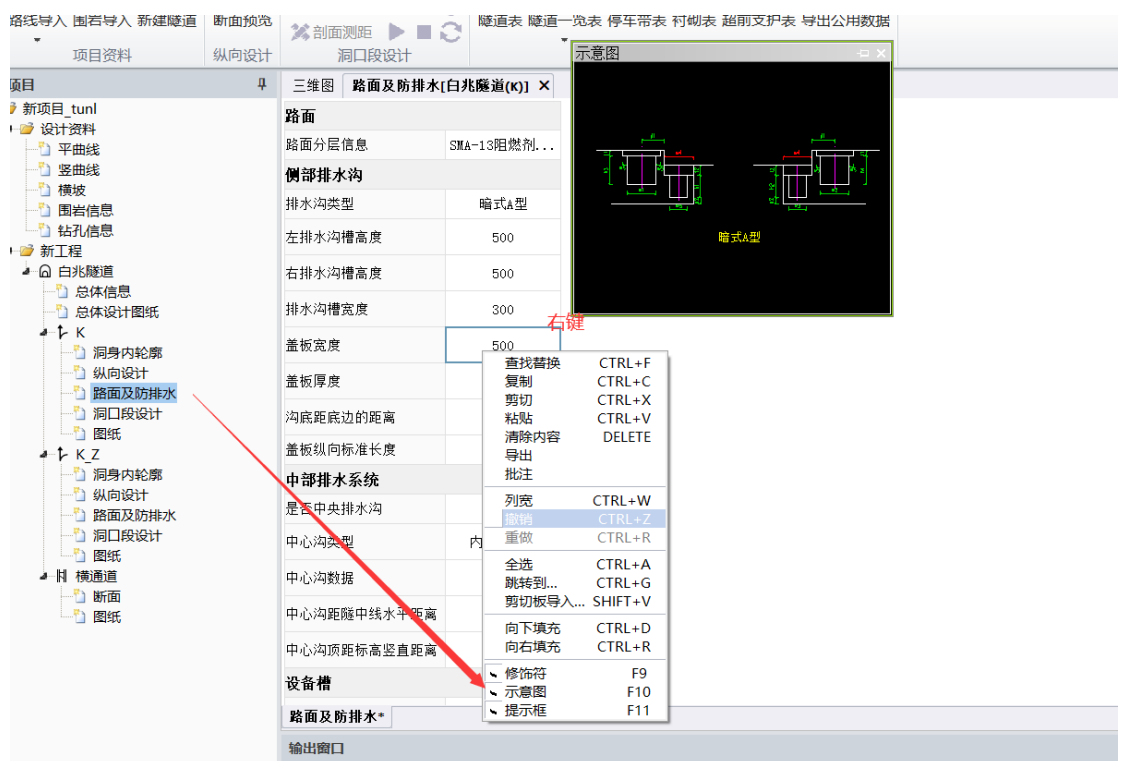 路线导入 围岩导入 新建隧道 断面预览 隧道表 隧道一览表 停车带表 衬砌表 超前支护表 导出公用数据
剖面测距
项目资料 纵向设计 洞口段设计
示意图
暗式A型
项目
新项目_tunl
设计资料
平曲线
竖曲线
横坡
围岩信息
钻孔信息
新工程
白兆隧道
总体信息
总体设计图纸
K
洞身内轮廓
纵向设计
路面及防排水
洞口段设计
图纸
K_Z
洞身内轮廓
纵向设计
路面及防排水
洞口段设计
图纸
横通道
断面
图纸
三维图 路面及防排水[白兆隧道(K)]
路面
路面分层信息 SMA-13阻燃剂...
侧部排水沟
排水沟类型 暗式A型
左排水沟槽高度 500
右排水沟槽高度 500
排水沟槽宽度 300
右键
盖板宽度 500
盖板厚度
沟底距底边的距离
盖板纵向标准长度
中部排水系统
是否中央排水沟
中心沟类型 内
中心沟数据
中心沟距隧中线水平距离
中心沟顶距标高竖直距离
设备槽
查找替换 CTRL+F
复制 CTRL+C
剪切 CTRL+X
粘贴 CTRL+V
清除内容 DELETE
导出
批注
列宽 CTRL+W
撤销 CTRL+Z
重做 CTRL+R
全选 CTRL+A
跳转到... CTRL+G
剪切板导入... SHIFT+V
向下填充 CTRL+D
向右填充 CTRL+R
修饰符 F9
示意图 F10
提示框 F11
路面及防排水*
输出窗口